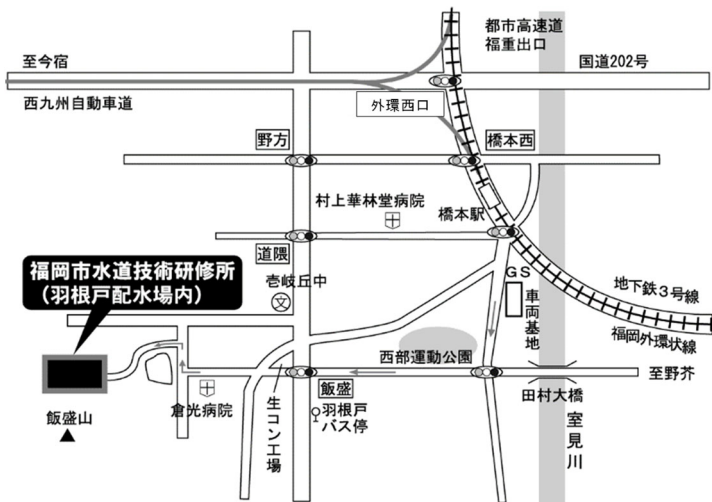 都市高速道
福重出口
至今宿
国道202号
西九州自動車道
外環西口
野方
橋本西
村上華林堂病院
橋本駅
道隈
福岡市水道技術研修所
（羽根戸配水場内）
壱岐丘中
文
GS
車両基地
地下鉄3号線
福岡外環状線
西部運動公園
飯盛
至野芥
田村大橋
倉光病院
生コン工場
羽根戸
バス停
飯盛山
室見川